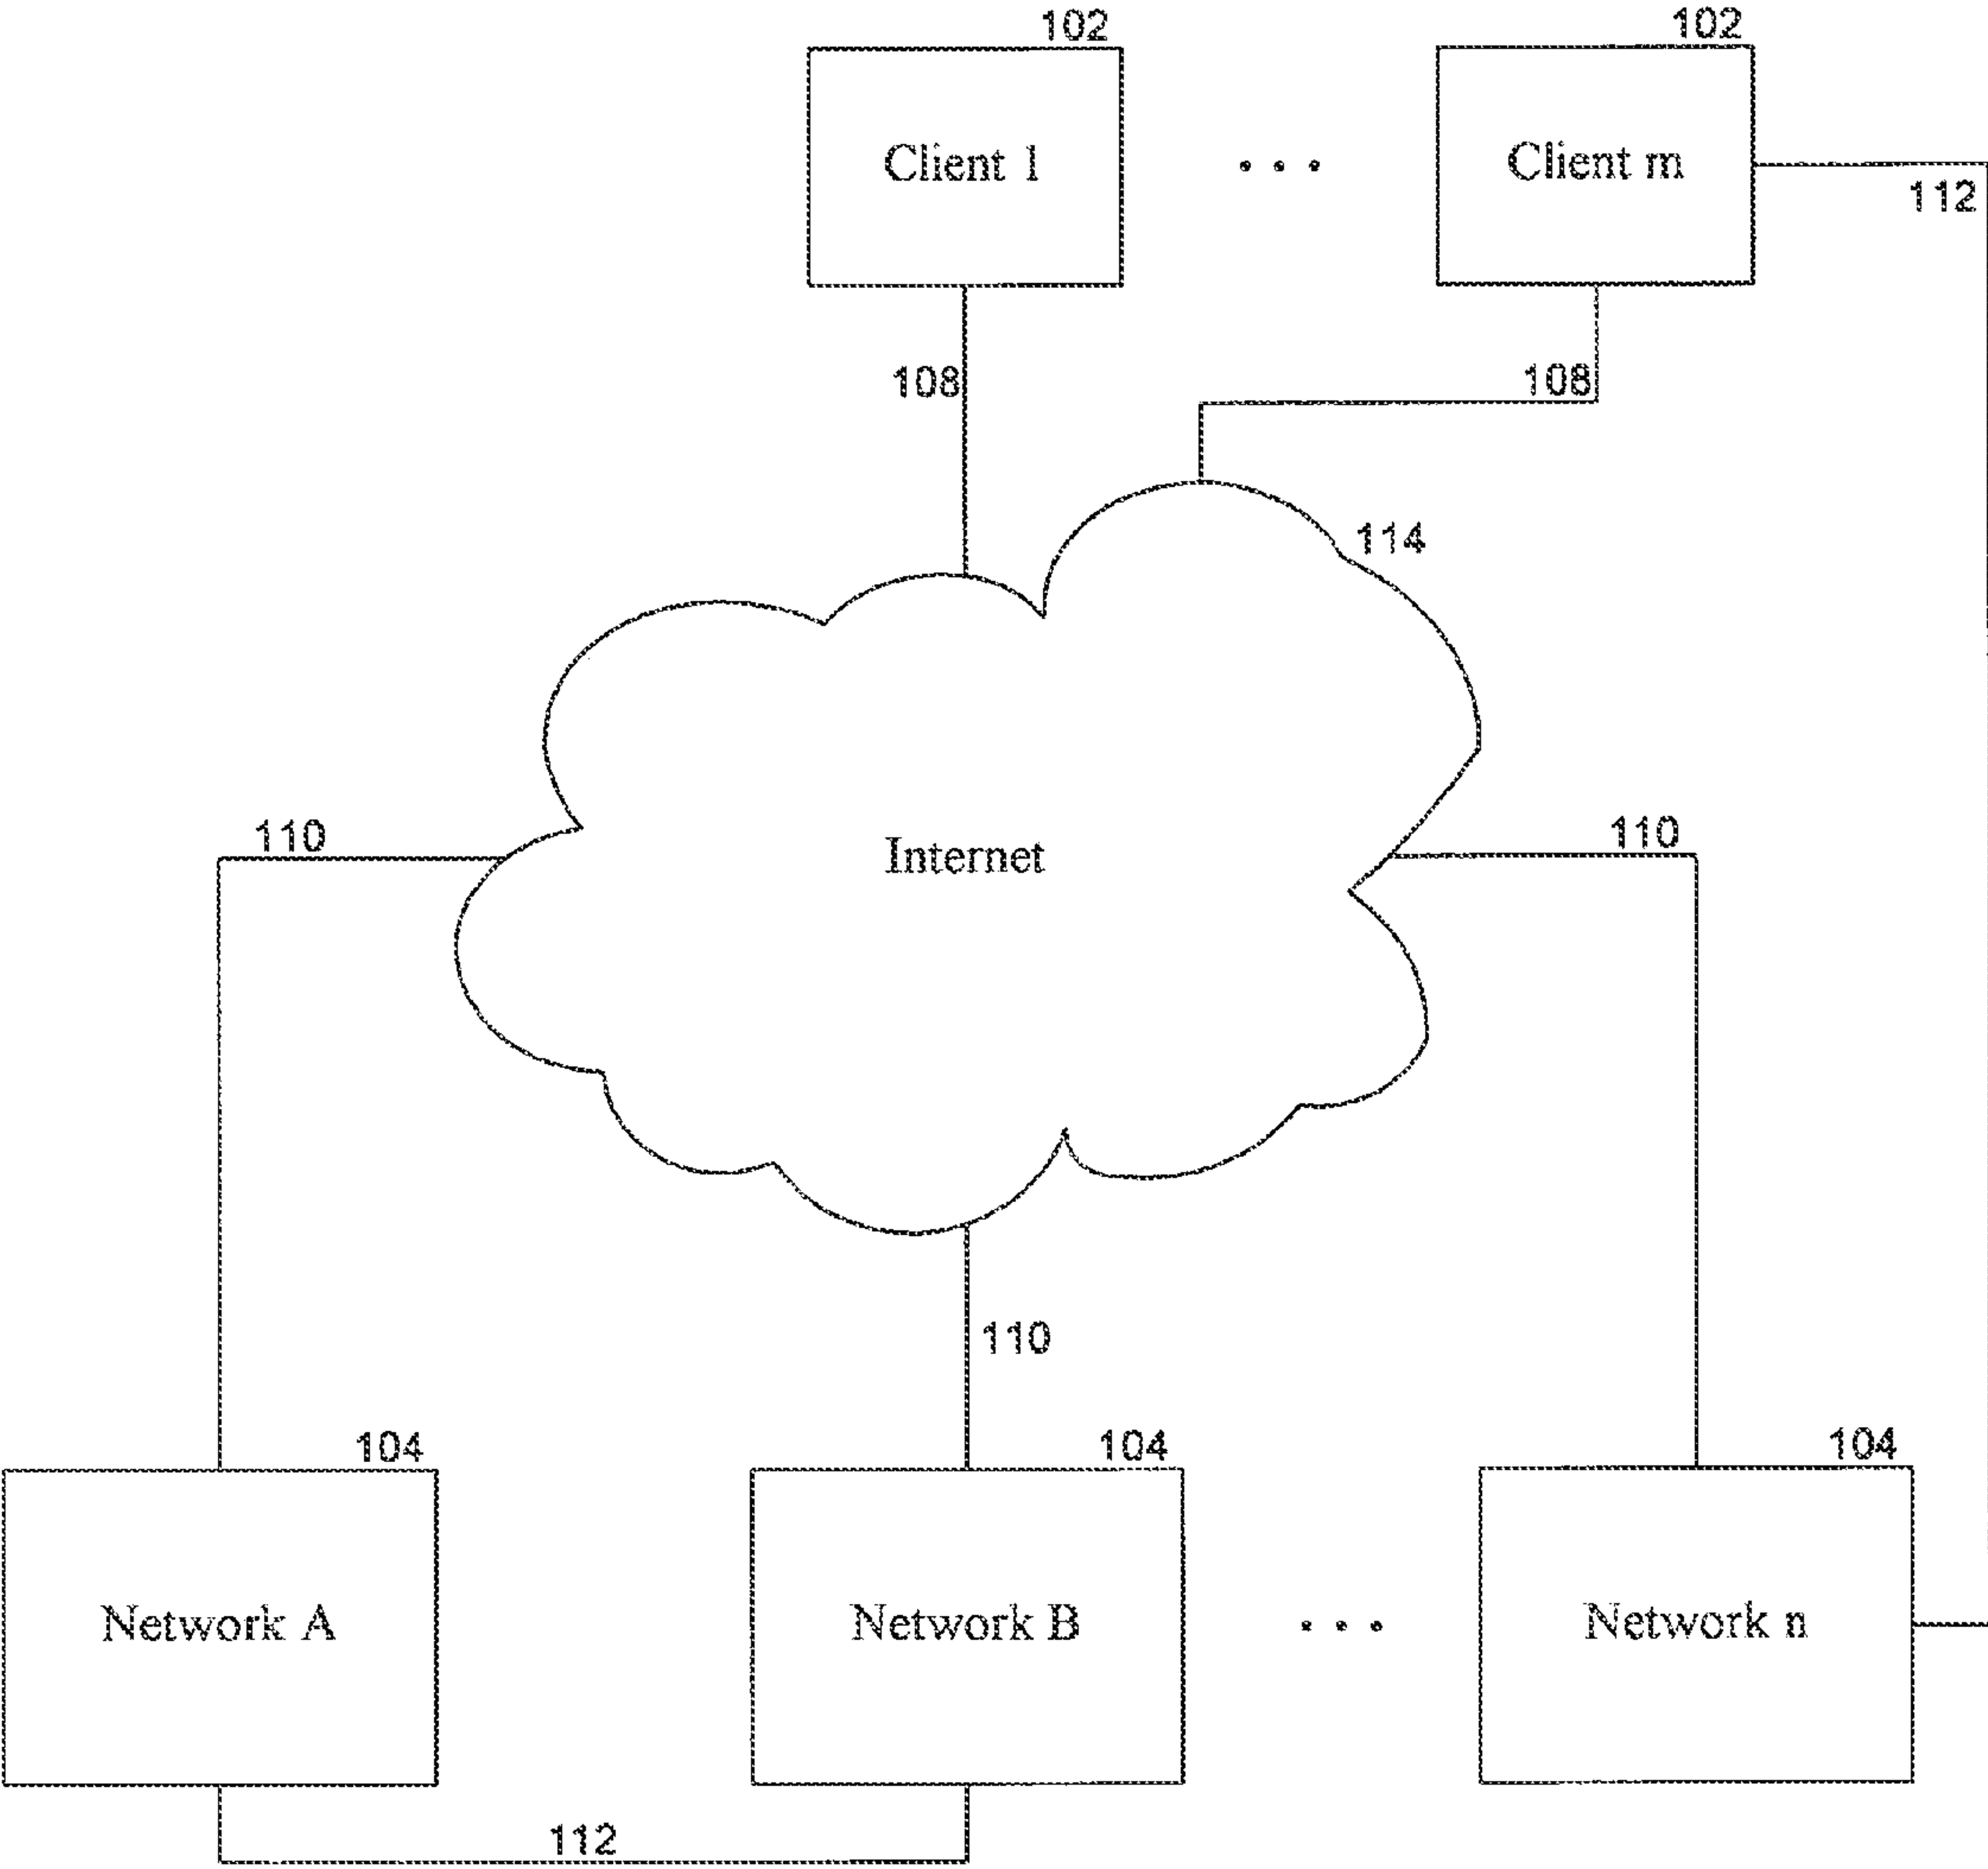 102
102
Client 1
• • •
Client m
112
108
108
114
110
Internet
110
110
104
104
104
Network A
Network B
• • •
Network n
112